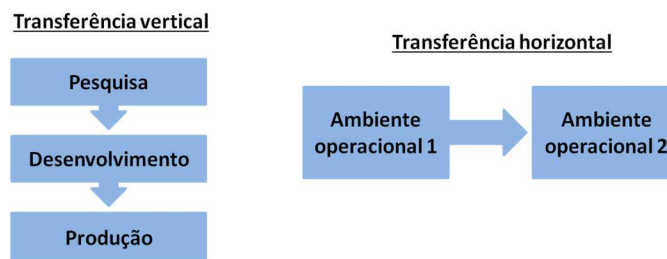 Transferência vertical
Pesquisa
Desenvolvimento
Produção
Transferência horizontal
Ambiente
operacional 1
Ambiente
operacional 2